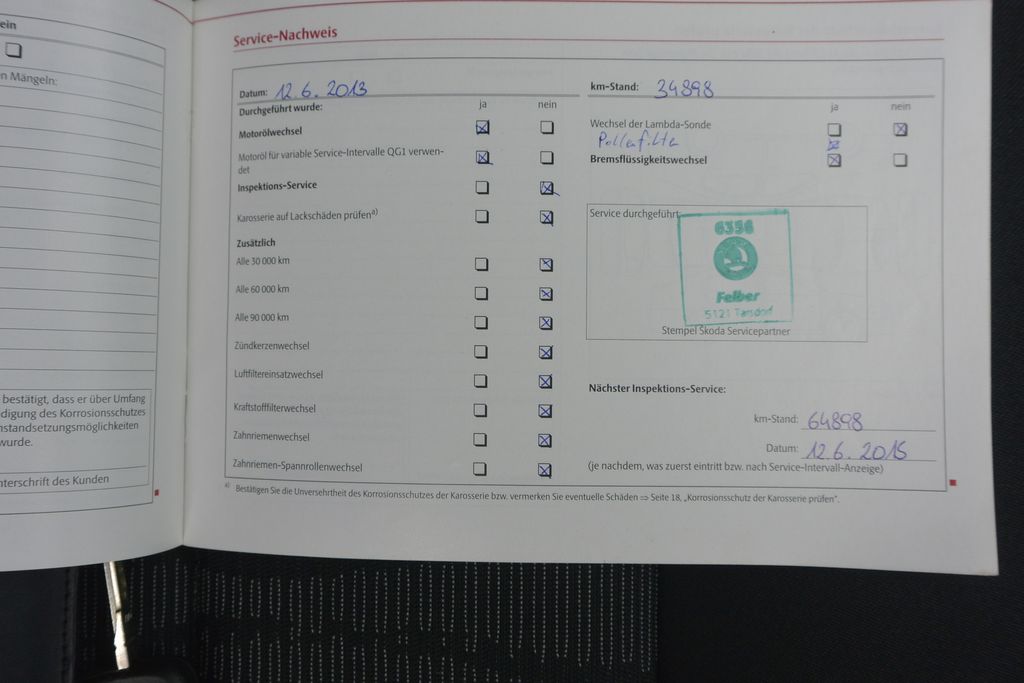 ein
n Mängeln:
bestätigt, dass er über Umfang
digung des Korrosionsschutzes
nstandsetzungsmöglichkeiten
wurde.
nterschrift des Kunden
Service-Nachweis
Datum: 12.6.2013
Durchgeführt wurde: ja nein
Motorölwechsel
Motoröl für variable Service-Intervalle QG1 verwen-
det
Inspektions-Service
Karosserie auf Lackschäden prüfen a)
Zusätzlich
Alle 30 000 km
Alle 60 000 km
Alle 90 000 km
Zündkerzenwechsel
Luftfiltereinsatzwechsel
Kraftstofffilterwechsel
Zahnriemenwechsel
Zahnriemen-Spannrollenwechsel
km-Stand: 34898
ja nein
Wechsel der Lambda-Sonde
Pollenfilter
Bremsflüssigkeitswechsel
Service durchgeführt:
6356
Felber
5121 Tarsdorf
Stempel Škoda Servicepartner
Nächster Inspektions-Service:
km-Stand: 64898
Datum: 12.6.2015
(je nachdem, was zuerst eintritt bzw. nach Service-Intervall-Anzeige)
a) Bestätigen Sie die Unversehrtheit des Korrosionsschutzes der Karosserie bzw. vermerken Sie eventuelle Schäden ⇒ Seite 18, „Korrosionsschutz der Karosserie prüfen“.